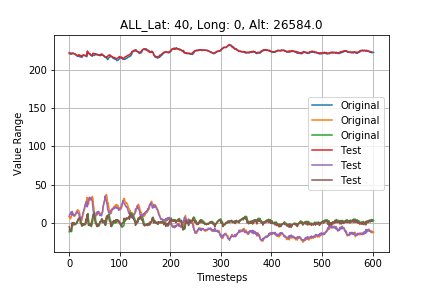 ALL_Lat: 40, Long: 0, Alt: 26584.0
Value Range
200
150
100
50
0
Original
Original
Original
Test
Test
Test
0 100 200 300 400 500 600
Timesteps